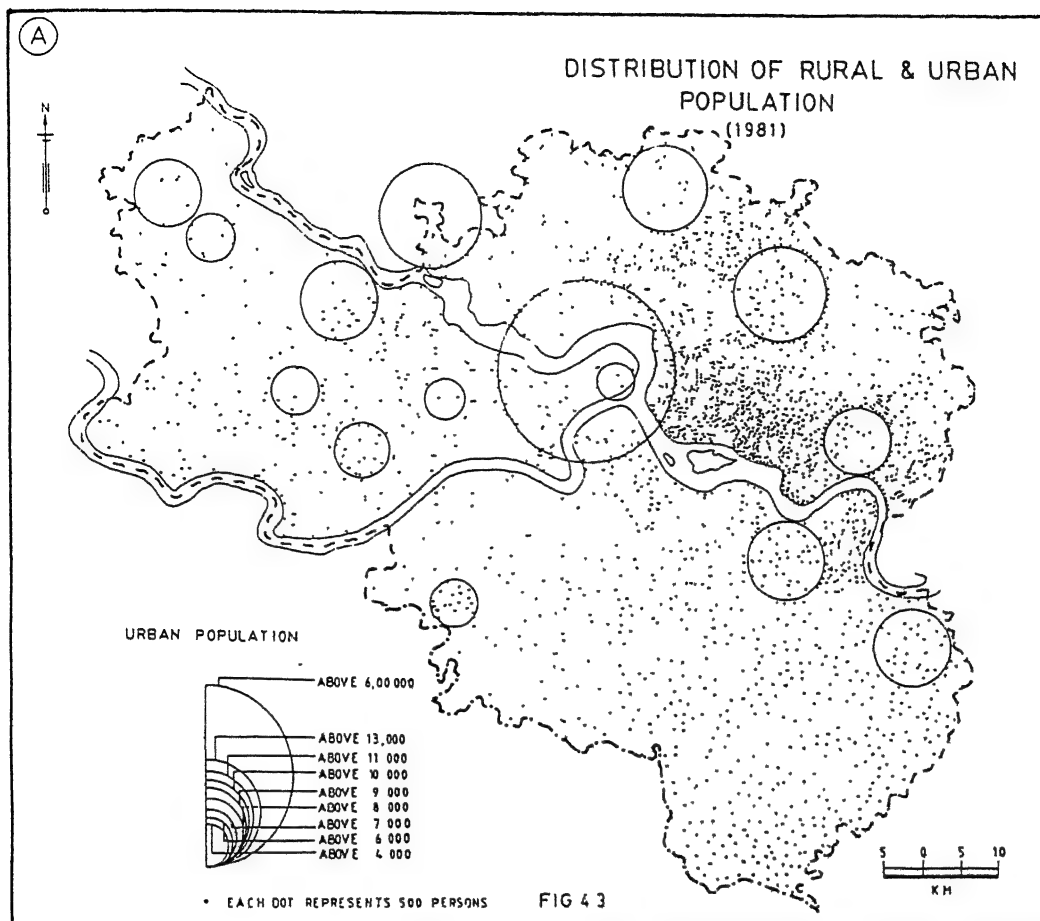 A
DISTRIBUTION OF RURAL & URBAN
POPULATION
(1981)
N
URBAN POPULATION
ABOVE 6,00000
ABOVE 13,000
ABOVE 11 000
ABOVE 10 000
ABOVE 9 000
ABOVE 8 000
ABOVE 7 000
ABOVE 6 000
ABOVE 4 000
5 0 5 10
KM
• EACH DOT REPRESENTS 500 PERSONS
FIG 4 3